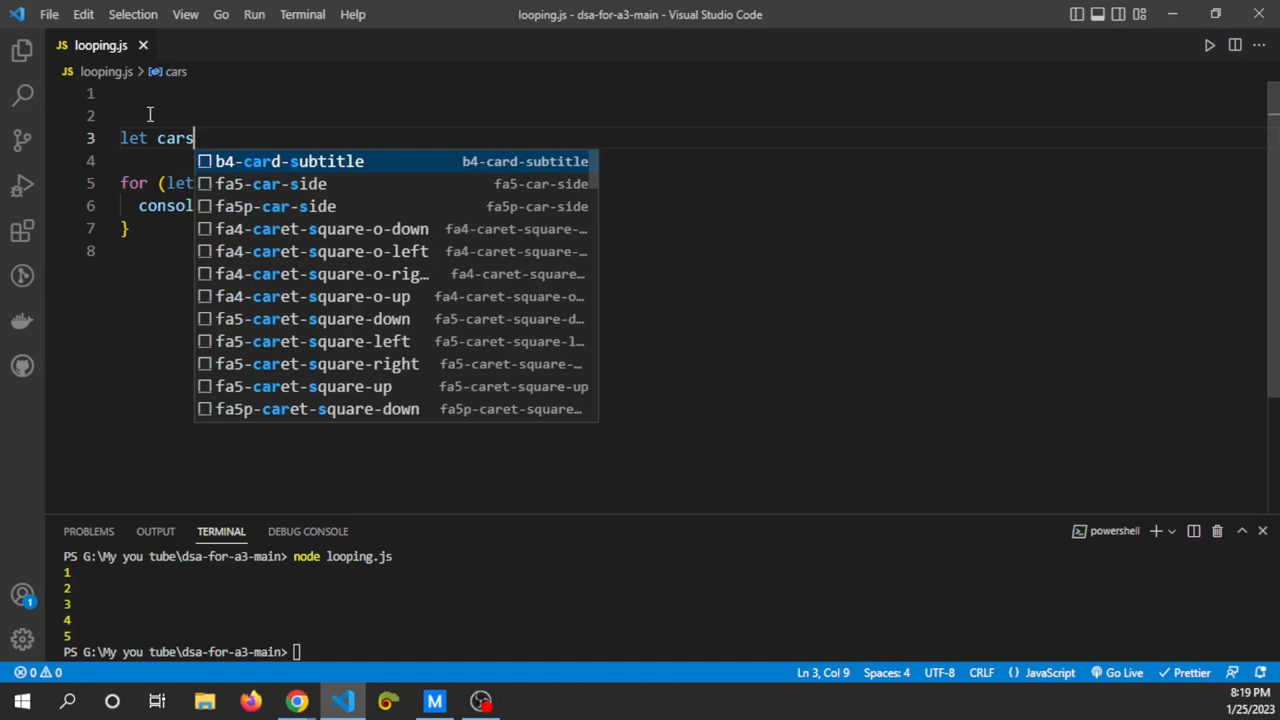 File Edit Selection View Go Run Terminal Help looping.js - dsa-for-a3-main - Visual Studio Code
JS looping.js
JS looping.js > cars
1
2
3 let cars
4
5 for (let
6 consol
7 }
8
b4-card-subtitle b4-card-subtitle
fa5-car-side fa5-car-side
fa5p-car-side fa5p-car-side
fa4-caret-square-o-down fa4-caret-square-…
fa4-caret-square-o-left fa4-caret-square-…
fa4-caret-square-o-rig… fa4-caret-square…
fa4-caret-square-o-up fa4-caret-square-o…
fa5-caret-square-down fa5-caret-square-d…
fa5-caret-square-left fa5-caret-square-l…
fa5-caret-square-right fa5-caret-square-…
fa5-caret-square-up fa5-caret-square-up
fa5p-caret-square-down fa5p-caret-square…
PROBLEMS OUTPUT TERMINAL DEBUG CONSOLE powershell
PS G:\My you tube\dsa-for-a3-main> node looping.js
1
2
3
4
5
PS G:\My you tube\dsa-for-a3-main>
1
0 0 Ln 3, Col 9 Spaces: 4 UTF-8 CRLF {} JavaScript Go Live Prettier
M
8:19 PM
1/25/2023